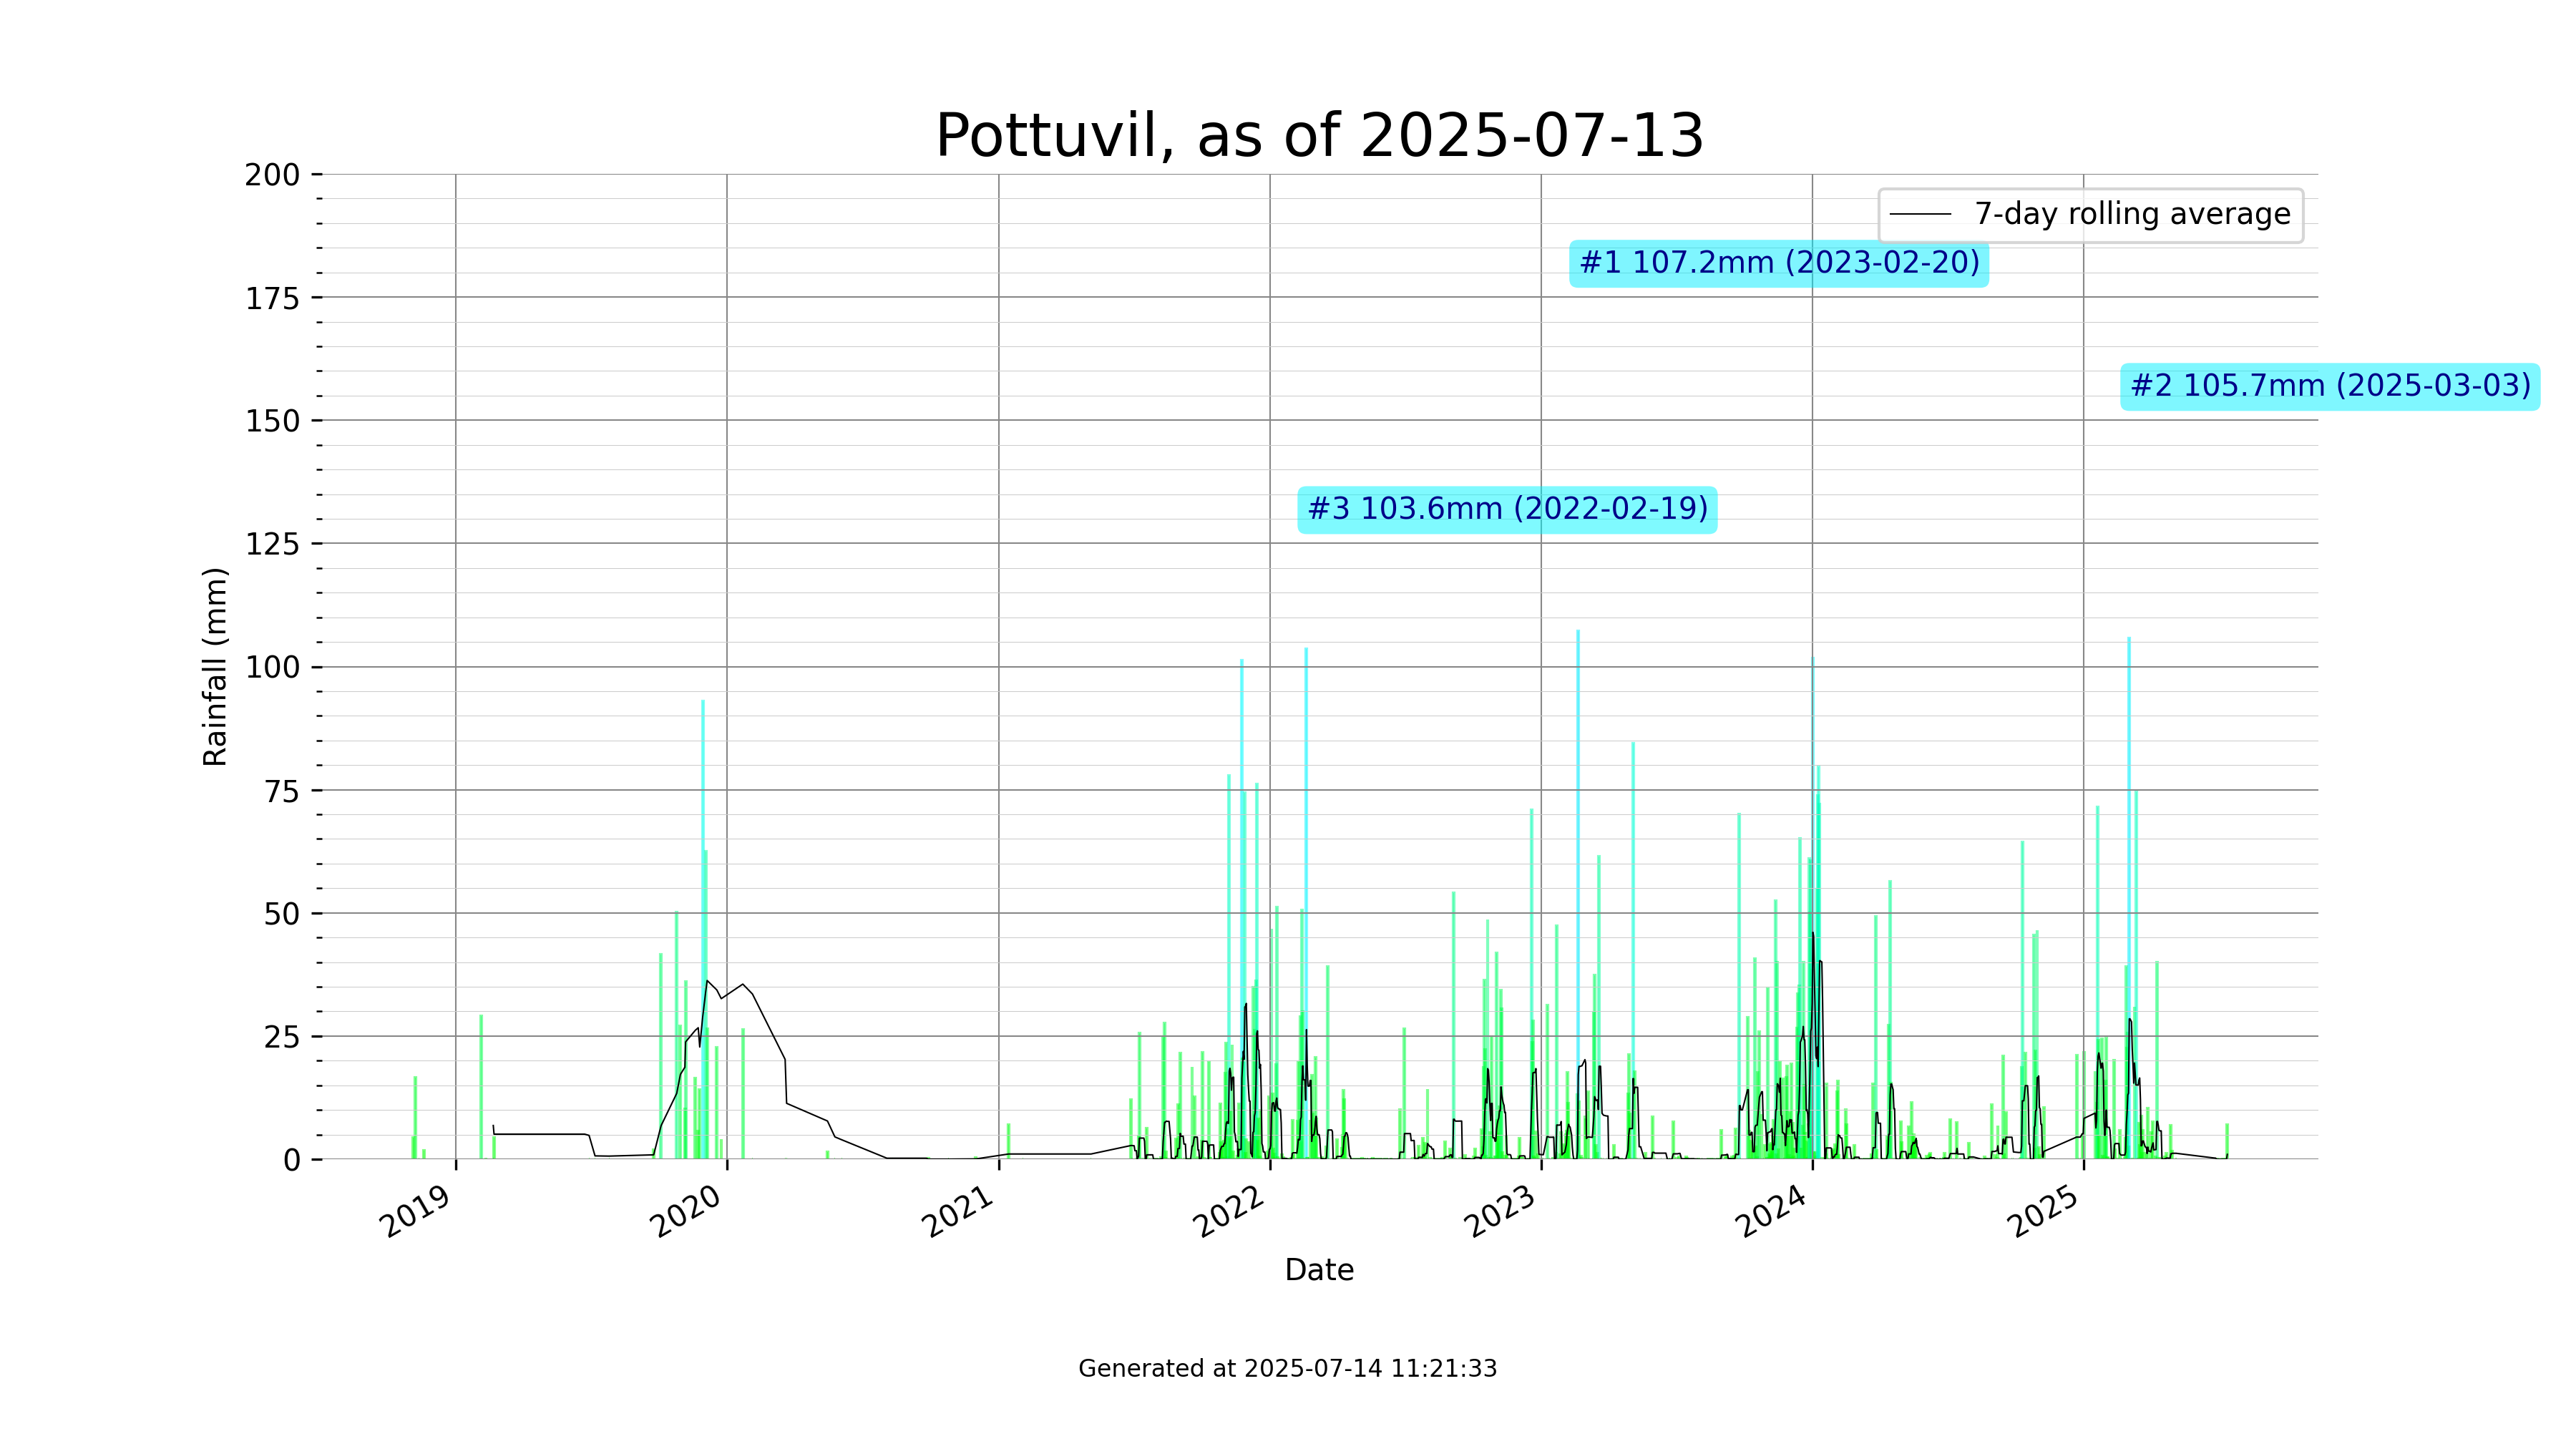 Pottuvil, as of 2025-07-13
200
175
150
125
100
75
50
25
0
Rainfall (mm)
7-day rolling average
#1 107.2mm (2023-02-20)
#2 105.7mm (2025-03-03)
#3 103.6mm (2022-02-19)
2019
2020
2021
2022
2023
2024
2025
Date
Generated at 2025-07-14 11:21:33